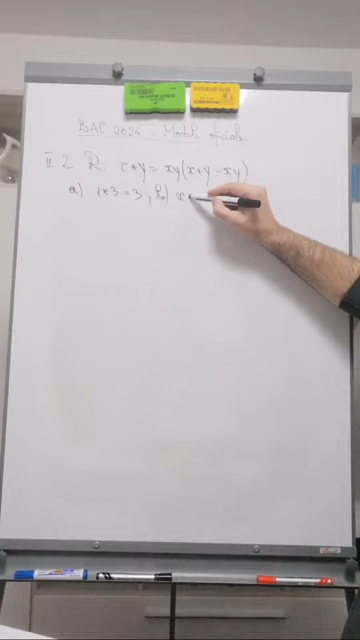 BAC 2024 Modele oficiale
II 2 R: x*y = xy(x+y-xy)
a) 1*3 = 3, b) x